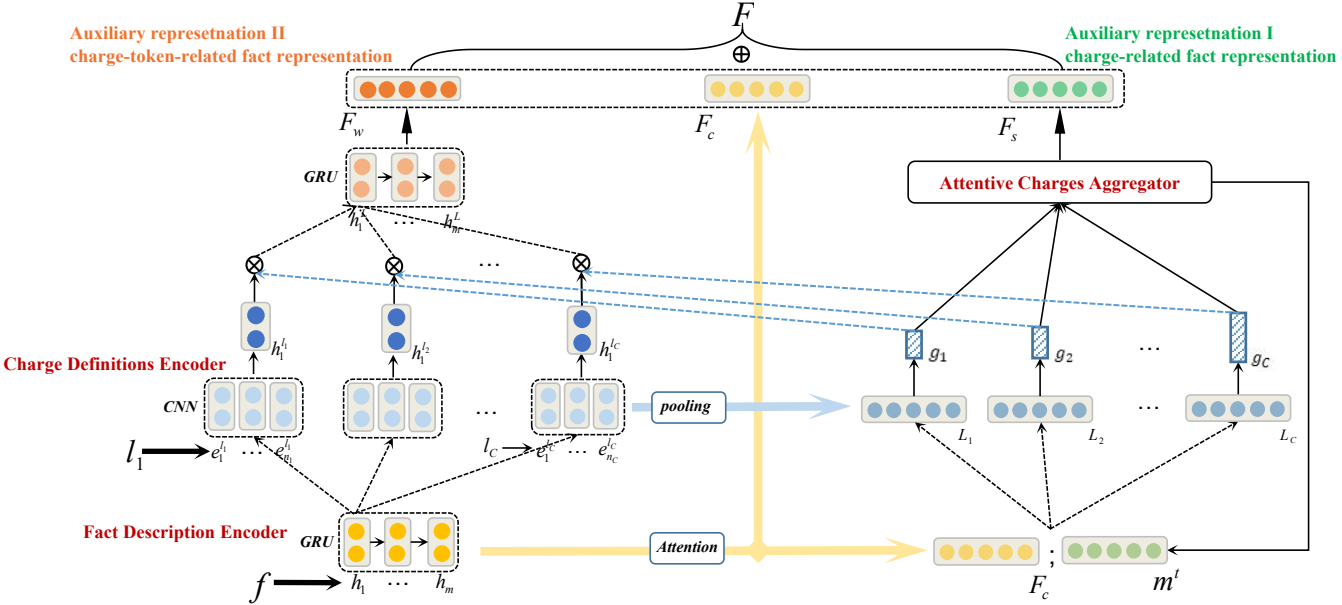 F
Auxiliary represetnation II
charge-token-related fact representation
⊕
Auxiliary represetnation I
charge-related fact representation
F_w
F_c
F_s
GRU
Attentive Charges Aggregator
h_1^L ... h_m^L
⊗ ⊗ ... ⊗
h_1^{l_1}
h_1^{l_2}
h_1^{l_C}
g_1
g_2
...
g_C
Charge Definitions Encoder
CNN
...
pooling
L_1
L_2
...
L_C
l_1
e_1^{l_1} ... e_{n_1}^{l_1}
l_C
e_1^{l_C} ... e_{n_C}^{l_C}
Fact Description Encoder
GRU
Attention
;
f
h_1 ... h_m
F_c
m^t